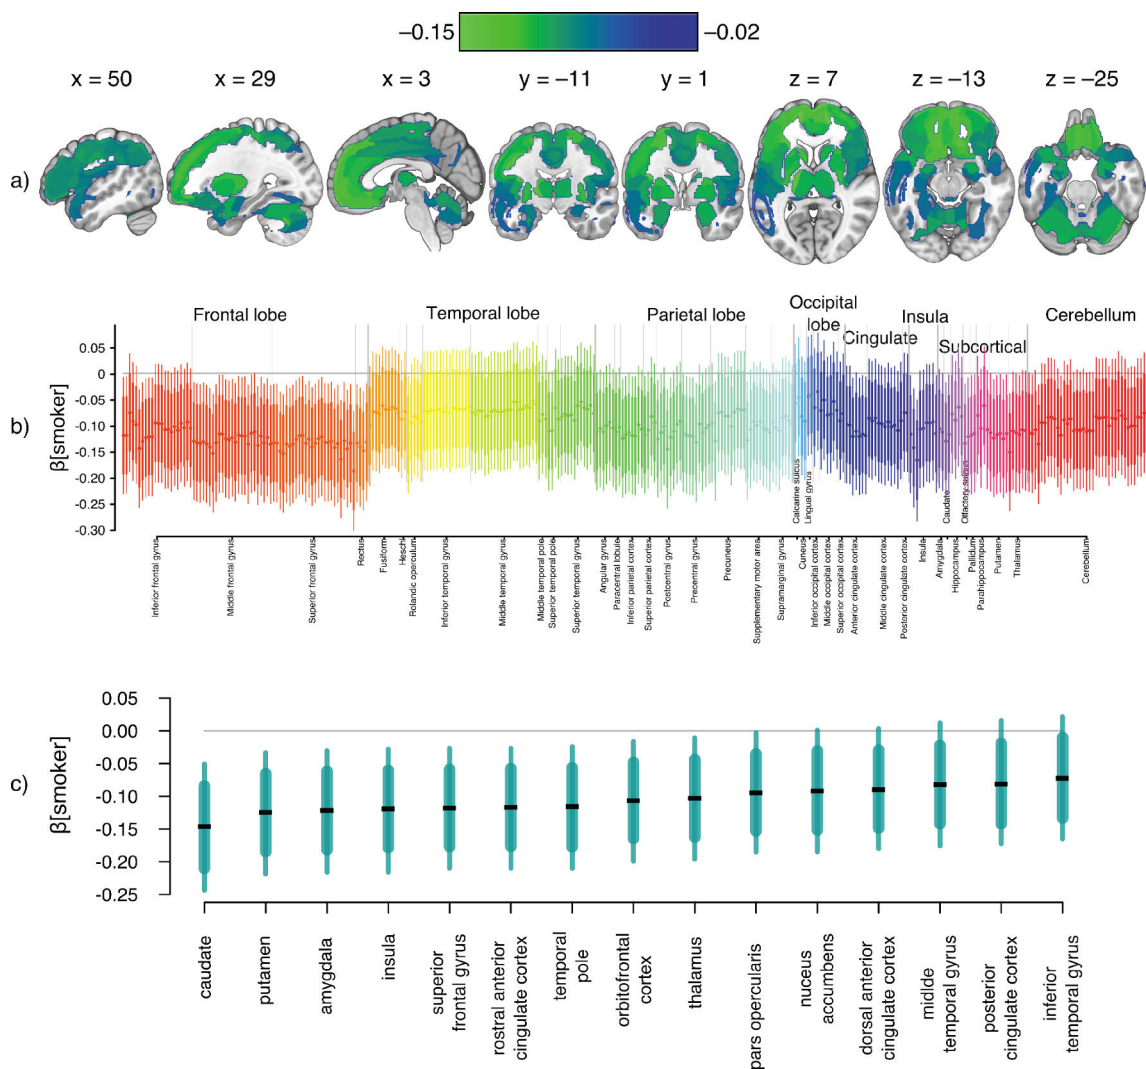 −0.15 −0.02
x = 50 x = 29 x = 3 y = −11 y = 1 z = 7 z = −13 z = −25
a)
Frontal lobe Temporal lobe Parietal lobe Occipital lobe Cingulate Insula Subcortical Cerebellum
b)
β[smoker]
0.05
0
-0.05
-0.10
-0.15
-0.20
-0.25
-0.30
Inferior frontal gyrus
Middle frontal gyrus
Superior frontal gyrus
Rectus
Fusiform
Heschl
Rolandic operculum
Inferior temporal gyrus
Middle temporal gyrus
Middle temporal pole
Superior temporal pole
Superior temporal gyrus
Angular gyrus
Paracentral lobule
Inferior parietal cortex
Superior parietal cortex
Postcentral gyrus
Precentral gyrus
Precuneus
Supplementary motor area
Supramarginal gyrus
Calcarine sulcus
Cuneus
Lingual gyrus
Inferior occipital cortex
Middle occipital cortex
Superior occipital cortex
Anterior cingulate cortex
Middle cingulate cortex
Posterior cingulate cortex
Insula
Amygdala
Caudate
Hippocampus
Olfactory sulcus
Pallidum
Parahippocampus
Putamen
Thalamus
Cerebellum
c)
β[smoker]
0.05
0.00
-0.05
-0.10
-0.15
-0.20
-0.25
caudate
putamen
amygdala
insula
superior
frontal gyrus
rostral anterior
cingulate cortex
temporal
pole
orbitofrontal
cortex
thalamus
pars opercularis
nuceus
accumbens
dorsal anterior
cingulate cortex
midlde
temporal gyrus
posterior
cingulate cortex
inferior
temporal gyrus